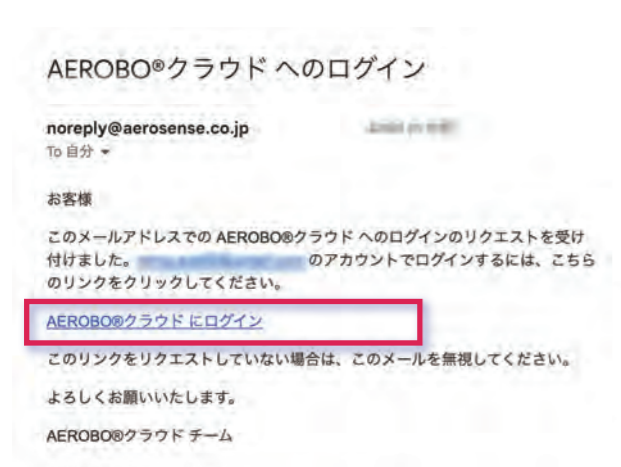 AEROBO®クラウド へのログイン
noreply@aerosense.co.jp
To 自分
お客様
このメールアドレスでの AEROBO®クラウド へのログインのリクエストを受け
付けました。 のアカウントでログインするには、こちら
のリンクをクリックしてください。
AEROBO®クラウド にログイン
このリンクをリクエストしていない場合は、このメールを無視してください。
よろしくお願いいたします。
AEROBO®クラウド チーム